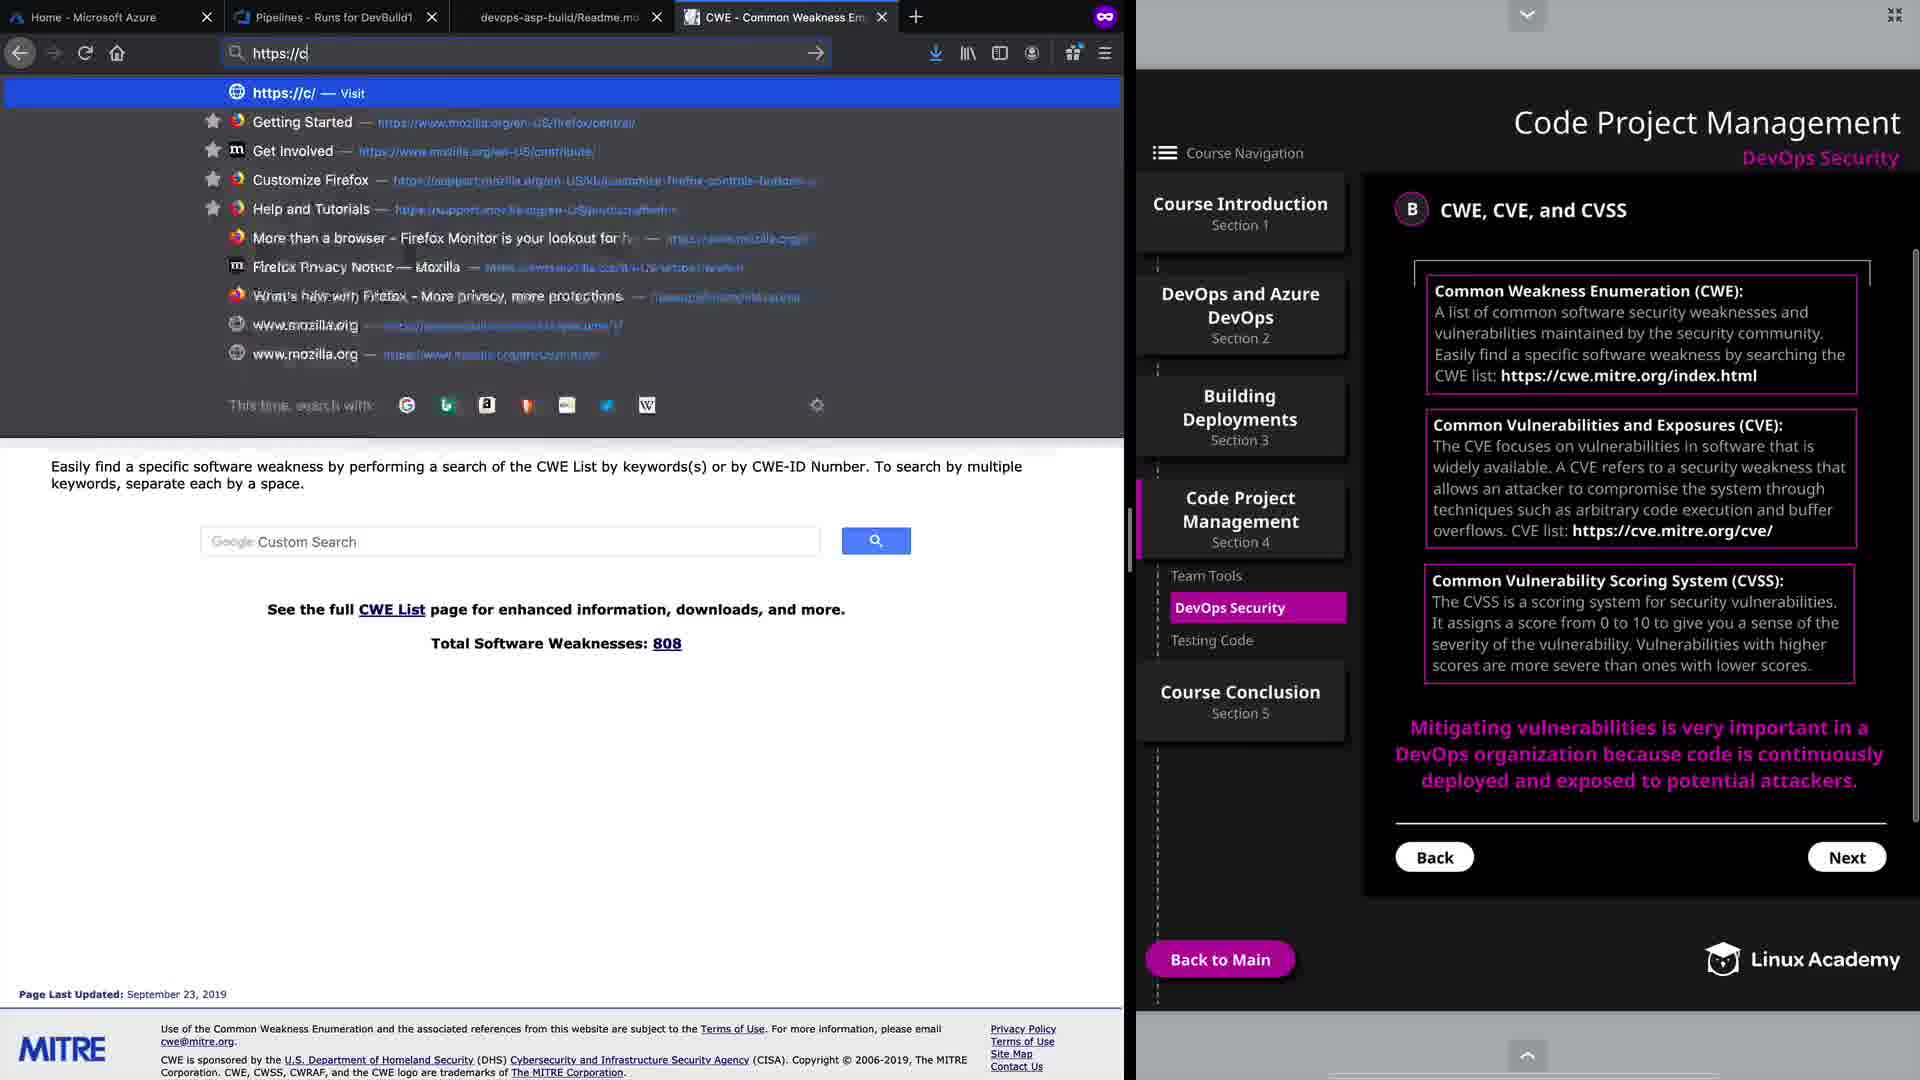 Home - Microsoft Azure
Pipelines - Runs for DevBuild1
devops-asp-build/Readme.m
CWE - Common Weakness En
https://c
https://c/ — Visit
Getting Started — https://www.mozilla.org/en-US/firefox/central/
Get Involved — https://www.mozilla.org/en-US/contribute/
Customize Firefox — https://support.mozilla.org/en-US/kb/customize-firefox-controls-buttons-
Help and Tutorials —
More than a browser - Firefox Monitor is your lookout for
Firefox Privacy Notice — Mozilla —
What's new with Firefox - More privacy, more protections
www.mozilla.org —
www.mozilla.org —
This time, search with:
Easily find a specific software weakness by performing a search of the CWE List by keywords(s) or by CWE-ID Number. To search by multiple
keywords, separate each by a space.
Google Custom Search
See the full CWE List page for enhanced information, downloads, and more.
Total Software Weaknesses: 808
Page Last Updated: September 23, 2019
MITRE
Use of the Common Weakness Enumeration and the associated references from this website are subject to the Terms of Use. For more information, please email
cwe@mitre.org.
CWE is sponsored by the U.S. Department of Homeland Security (DHS) Cybersecurity and Infrastructure Security Agency (CISA). Copyright © 2006-2019, The MITRE
Corporation. CWE, CWSS, CWRAF, and the CWE logo are trademarks of The MITRE Corporation.
Privacy Policy
Terms of Use
Site Map
Contact Us
Code Project Management
DevOps Security
Course Navigation
Course Introduction
Section 1
DevOps and Azure
DevOps
Section 2
Building
Deployments
Section 3
Code Project
Management
Section 4
Team Tools
DevOps Security
Testing Code
Course Conclusion
Section 5
Back to Main
B CWE, CVE, and CVSS
Common Weakness Enumeration (CWE):
A list of common software security weaknesses and
vulnerabilities maintained by the security community.
Easily find a specific software weakness by searching the
CWE list: https://cwe.mitre.org/index.html
Common Vulnerabilities and Exposures (CVE):
The CVE focuses on vulnerabilities in software that is
widely available. A CVE refers to a security weakness that
allows an attacker to compromise the system through
techniques such as arbitrary code execution and buffer
overflows. CVE list: https://cve.mitre.org/cve/
Common Vulnerability Scoring System (CVSS):
The CVSS is a scoring system for security vulnerabilities.
It assigns a score from 0 to 10 to give you a sense of the
severity of the vulnerability. Vulnerabilities with higher
scores are more severe than ones with lower scores.
Mitigating vulnerabilities is very important in a
DevOps organization because code is continuously
deployed and exposed to potential attackers.
Back
Next
Linux Academy